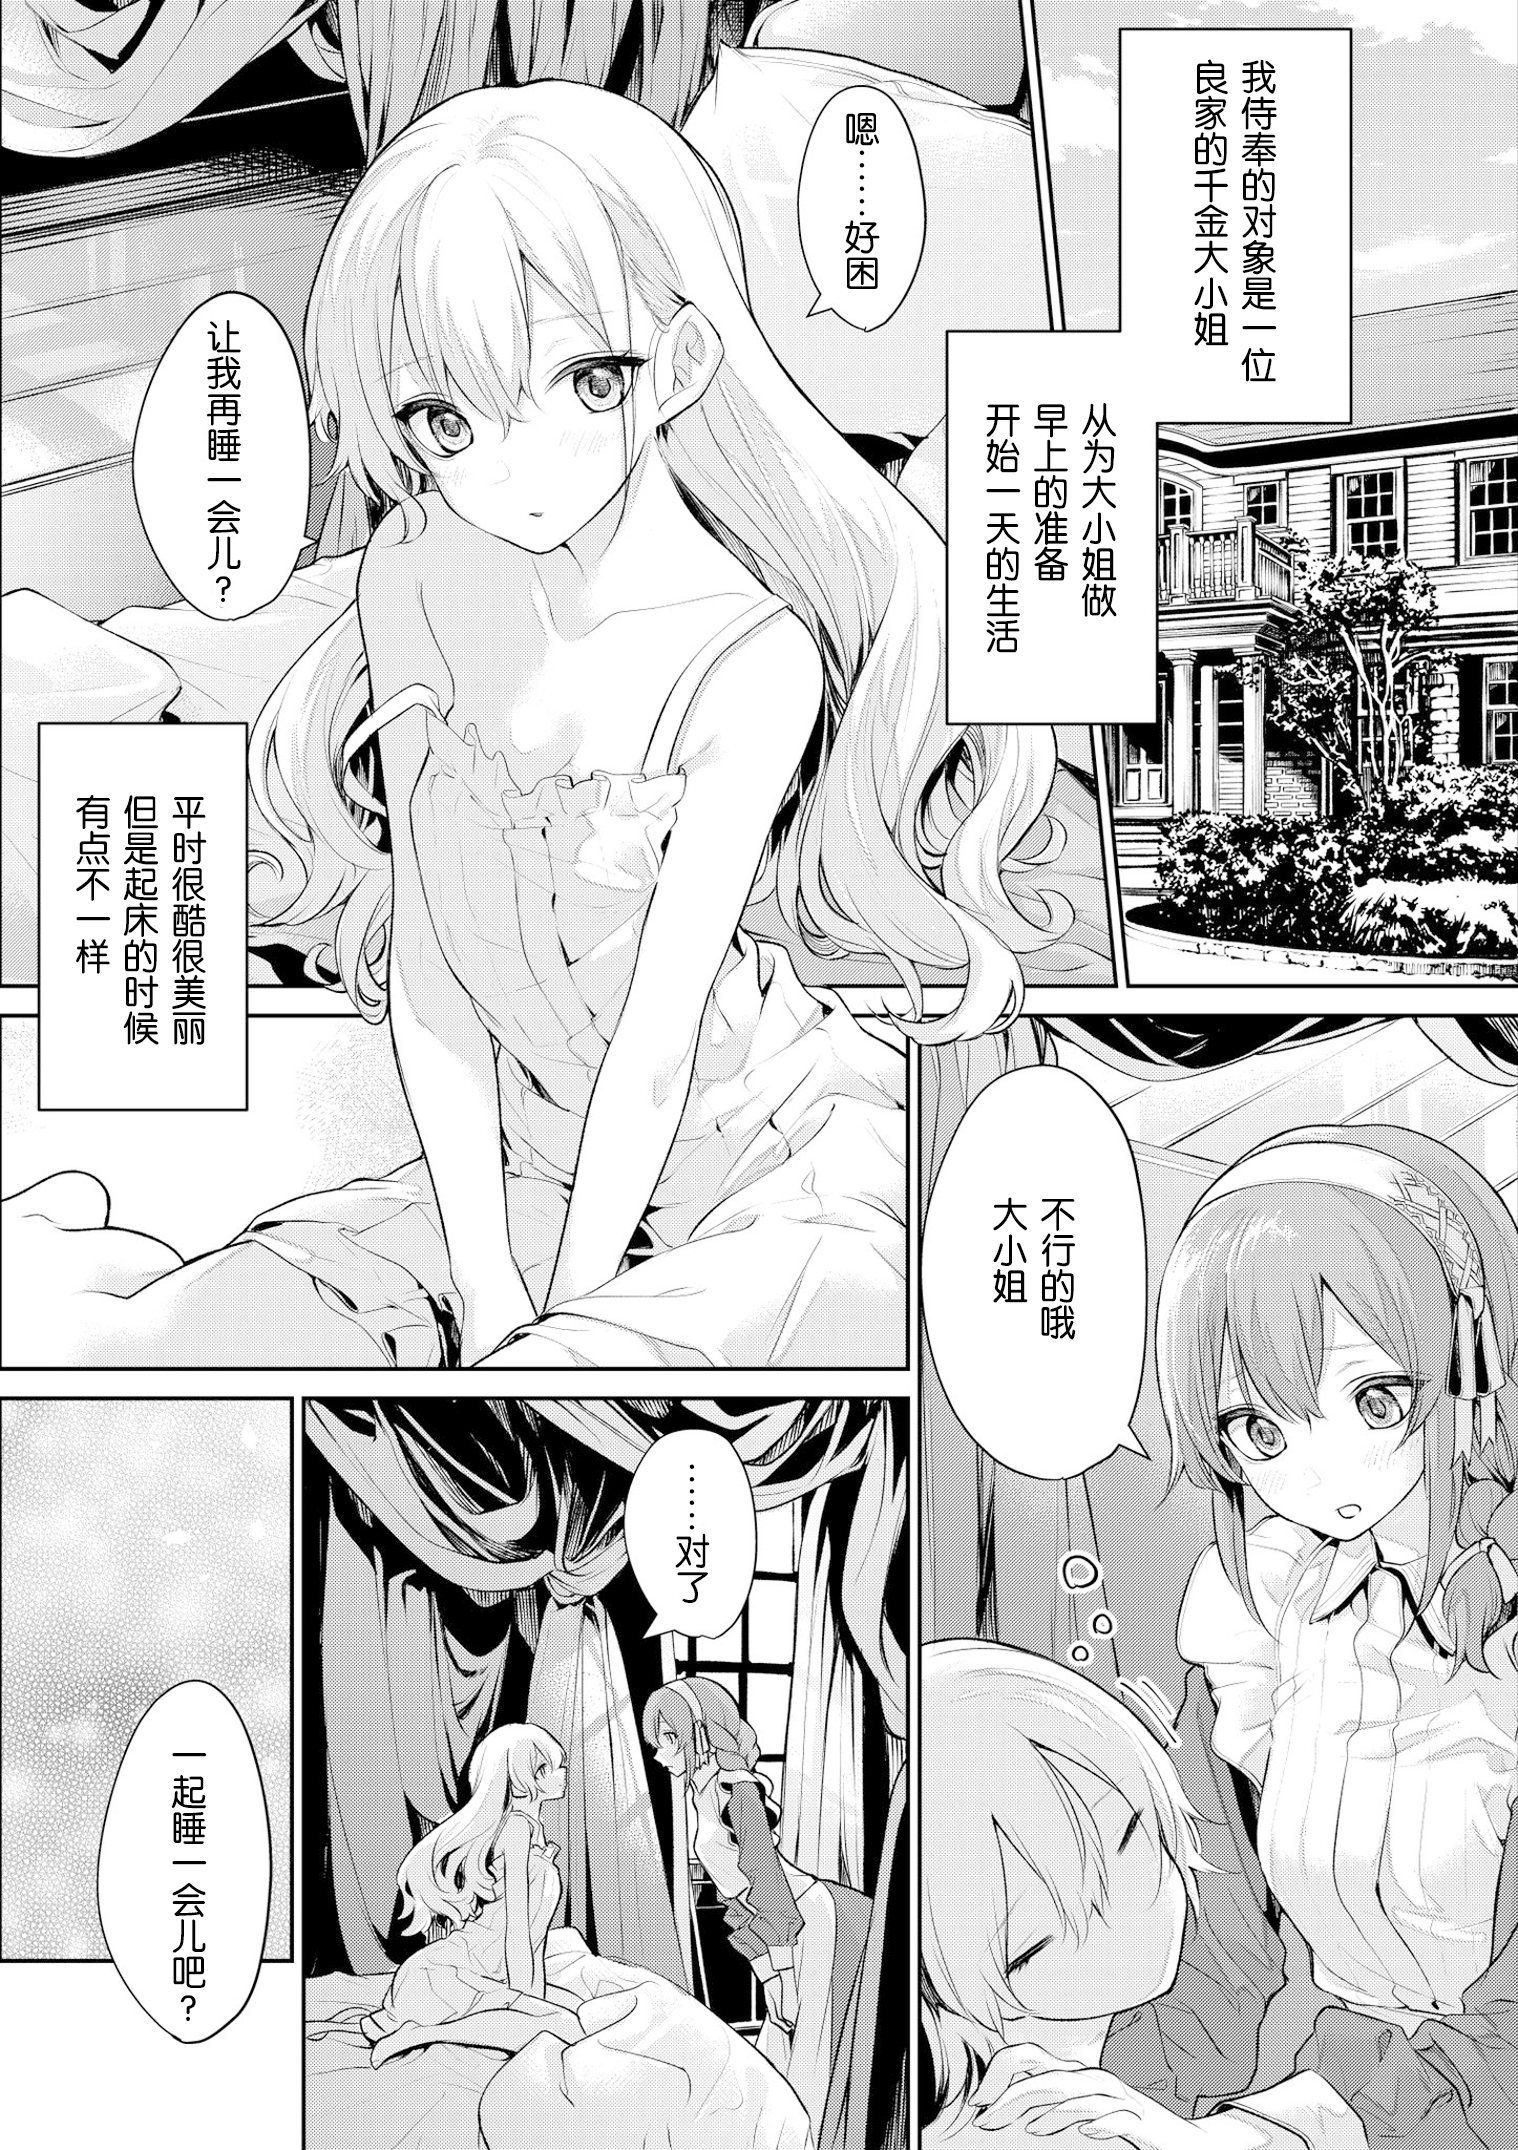 我侍奉的对象是一位
良家的千金大小姐
从为大小姐做
早上的准备
开始一天的生活
嗯……好困
让我再睡一会儿？
平时很酷很美丽
但是起床的时候
有点不一样
不行的哦
大小姐
……对了
一起睡一会儿吧？